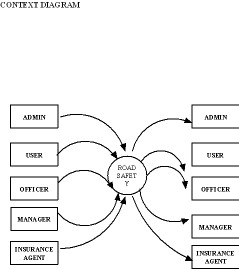 CONTEXT DIAGRAM
ADMIN
ADMIN
USER
ROAD
SAFET
Y
USER
OFFICER
OFFICER
MANAGER
MANAGER
INSURANCE
AGENT
INSURANCE
AGENT